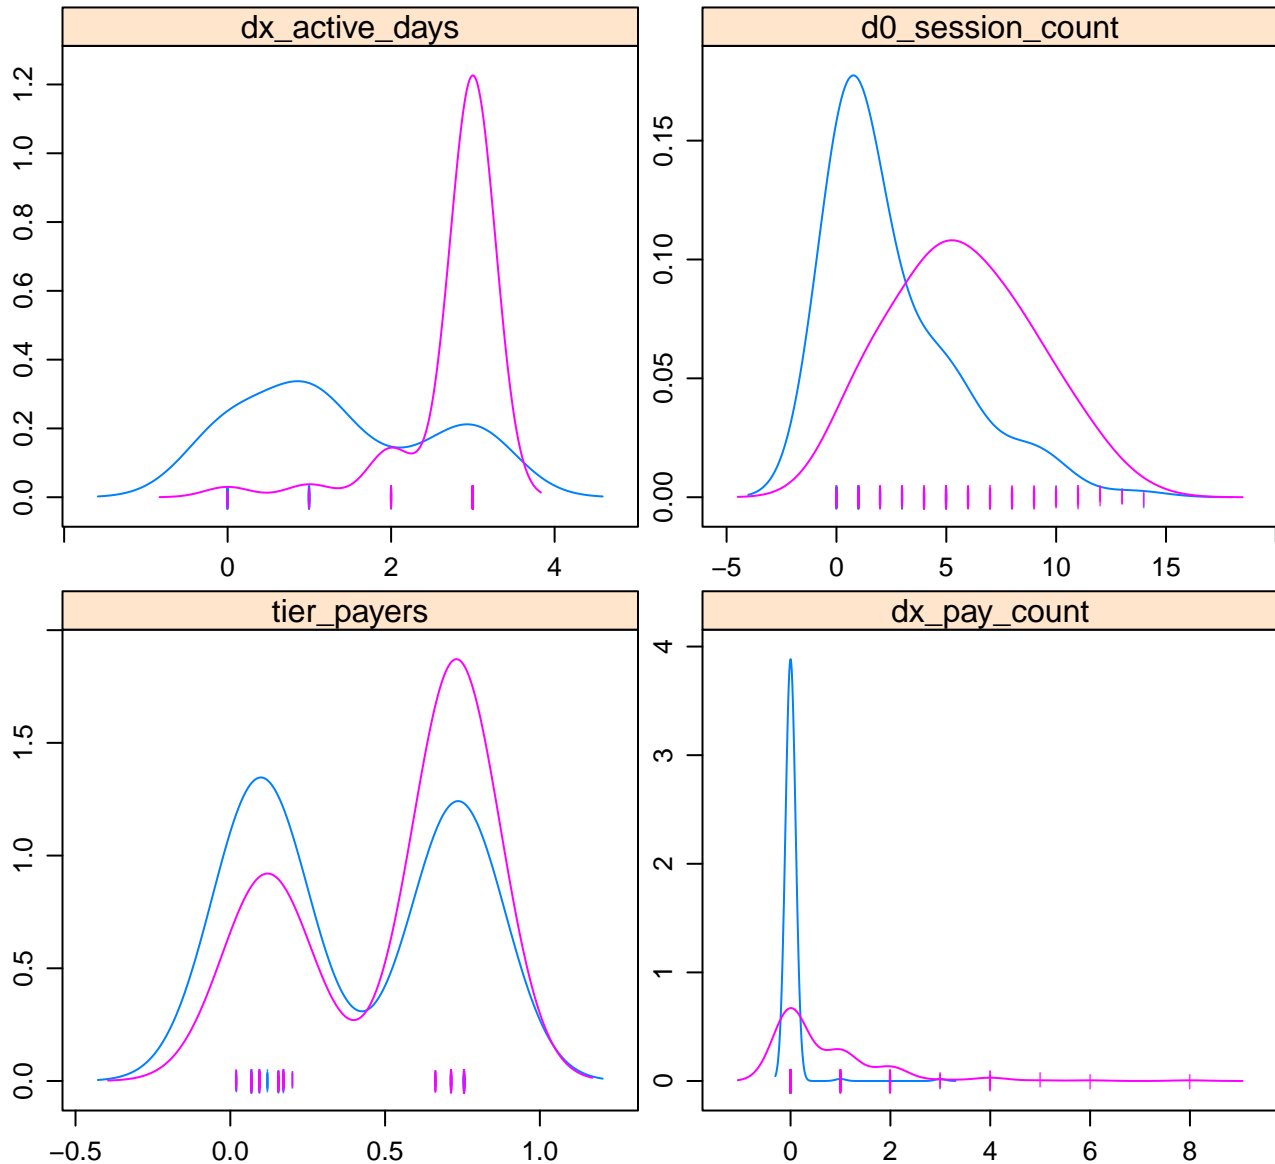 dx_active_days
d0_session_count
0.0 0.2 0.4 0.6 0.8 1.0 1.2
0.00 0.05 0.10 0.15
0 2 4
−5 0 5 10 15
tier_payers
dx_pay_count
0.0 0.5 1.0 1.5
0 1 2 3 4
−0.5 0.0 0.5 1.0
0 2 4 6 8